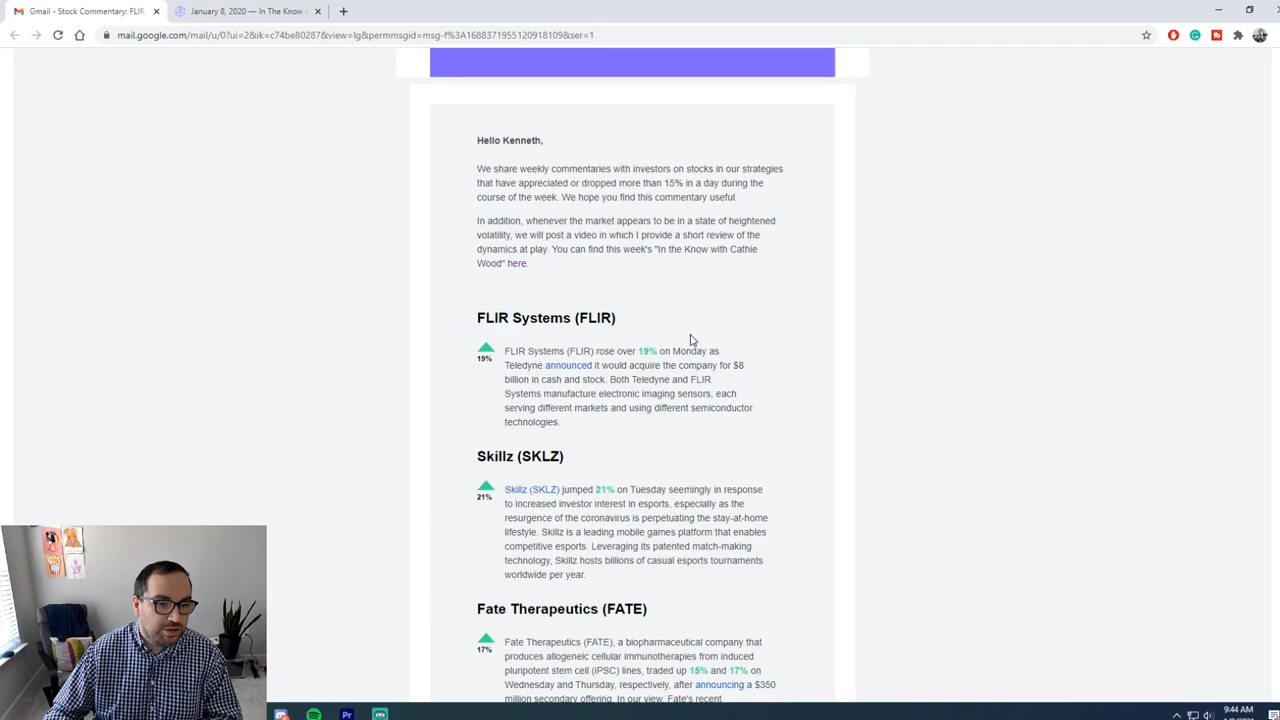 Gmail - Stock Commentary: FLIR,
January 8, 2020 — In The Know
mail.google.com/mail/u/0?ui=2&ik=c74be80287&view=lg&permmsgid=msg-f%3A1688371955120918109&ser=1
Hello Kenneth,
We share weekly commentaries with investors on stocks in our strategies
that have appreciated or dropped more than 15% in a day during the
course of the week. We hope you find this commentary useful.
In addition, whenever the market appears to be in a state of heightened
volatility, we will post a video in which I provide a short review of the
dynamics at play. You can find this week's "In the Know with Cathie
Wood" here.
FLIR Systems (FLIR)
19%
FLIR Systems (FLIR) rose over 19% on Monday as
Teledyne announced it would acquire the company for $8
billion in cash and stock. Both Teledyne and FLIR
Systems manufacture electronic imaging sensors, each
serving different markets and using different semiconductor
technologies.
Skillz (SKLZ)
21%
Skillz (SKLZ) jumped 21% on Tuesday seemingly in response
to increased investor interest in esports, especially as the
resurgence of the coronavirus is perpetuating the stay-at-home
lifestyle. Skillz is a leading mobile games platform that enables
competitive esports. Leveraging its patented match-making
technology, Skillz hosts billions of casual esports tournaments
worldwide per year.
Fate Therapeutics (FATE)
17%
Fate Therapeutics (FATE), a biopharmaceutical company that
produces allogeneic cellular immunotherapies from induced
pluripotent stem cell (iPSC) lines, traded up 15% and 17% on
Wednesday and Thursday, respectively, after announcing a $350
million secondary offering. In our view, Fate's recent
9:44 AM